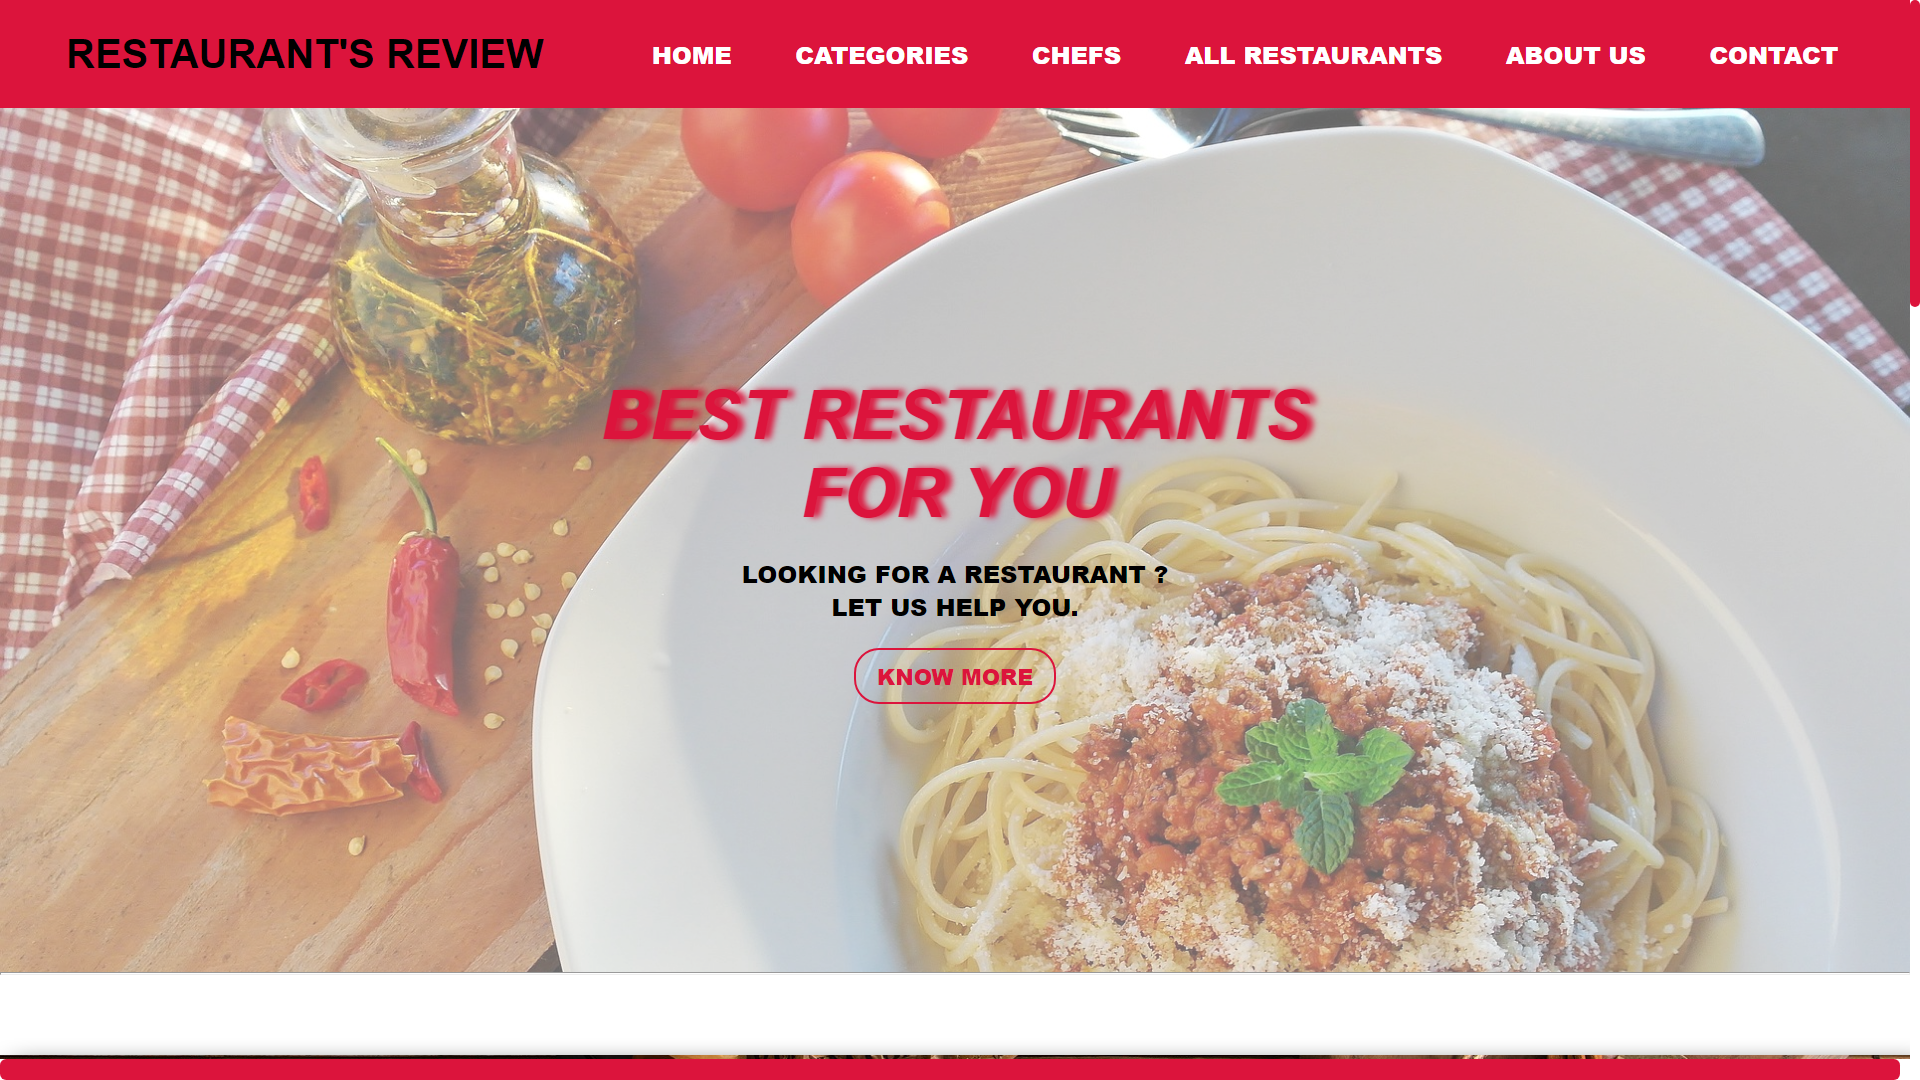 RESTAURANT'S REVIEW
HOME
CATEGORIES
CHEFS
ALL RESTAURANTS
ABOUT US
CONTACT
BEST RESTAURANTS
FOR YOU
LOOKING FOR A RESTAURANT ?
LET US HELP YOU.
KNOW MORE